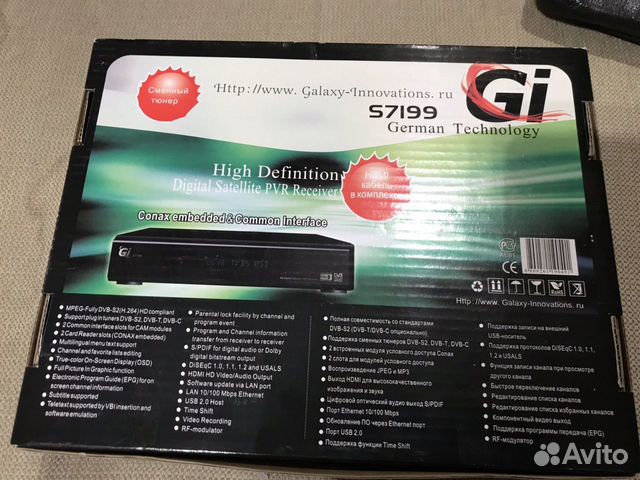 Сменный
тюнер
Http://www. Galaxy-Innovations. ru
Gi
S7199
German Technology
High Definition
Digital Satellite PVR Receiver
HDMI
кабель
в комплекте
Conax embedded & Common Interface
Gi
Http://www. Galaxy-Innovations. ru
MPEG-Fully DVB-S2(H.264) HD compliant
Support plug in tuners DVB-S2, DVB-T, DVB-C
2 Common interface slots for CAM modules
2 Card Reader slots (CONAX embedded)
Multilingual menu text support
Channel and favorite lists editing
True-color On-Screen Display (OSD)
Full Picture In Graphic function
Electronic Program Guide (EPG) for on
screen channel information
Subtitle supported
Teletext supported by VBI insertion and
software emulation
Parental lock facility by channel and
program event
Program and Channel information
transfer from receiver to receiver
S/PDIF for digital audio or Dolby
digital bitstream output
DiSEqC 1.0, 1.1, 1.2 and USALS
HDMI HD Video/Audio Output
Software update via LAN port
LAN 10/100 Mbps Ethernet
USB 2.0 Host
Time Shift
Video Recording
RF-modulator
Полная совместимость со стандартами
DVB-S2 (DVB-T/DVB-C опционально)
Поддержка сменных тюнеров DVB-S2, DVB-T, DVB-C
2 встроенных модуля условного доступа Conax
2 слота для модулей условного доступа
Воспроизведение JPEG и MP3
Выход HDMI для высококачественного
изображения и звука
Цифровой оптический аудио выход S/PDIF
Порт Ethernet 10/100 Mbps
Обновление ПО через Ethernet порт
Порт USB 2.0
Поддержка функции Time Shift
Поддержка записи на внешний
USB-носитель
Поддержка протоколов DiSEqC 1.0, 1.1,
1.2 и USALS
Функция записи канала при просмотре
другого канала
Быстрое переключение каналов
Редактирование списка каналов
Редактирование списка избранных каналов
Компонентный видео выход
Поддержка программы передач (EPG)
RF-модулятор
Avito